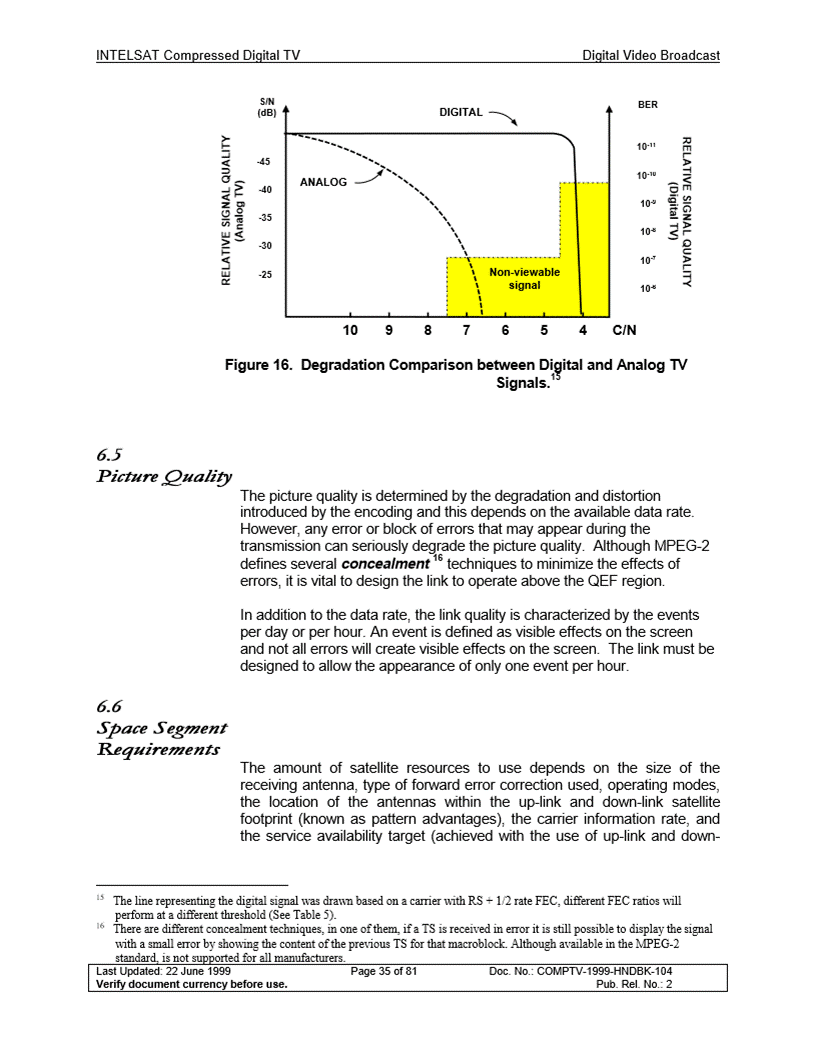 INTELSAT Compressed Digital TV Digital Video Broadcast
S/N
(dB)
DIGITAL
BER
RELATIVE SIGNAL QUALITY
(Analog TV)
-45
-40
-35
-30
-25
ANALOG
Non-viewable
signal
10-11
10-10
10-9
10-8
10-7
10-6
RELATIVE SIGNAL QUALITY
(Digital TV)
10 9 8 7 6 5 4 C/N
Figure 16. Degradation Comparison between Digital and Analog TV
Signals.15
6.5
Picture Quality
The picture quality is determined by the degradation and distortion
introduced by the encoding and this depends on the available data rate.
However, any error or block of errors that may appear during the
transmission can seriously degrade the picture quality. Although MPEG-2
defines several concealment 16 techniques to minimize the effects of
errors, it is vital to design the link to operate above the QEF region.
In addition to the data rate, the link quality is characterized by the events
per day or per hour. An event is defined as visible effects on the screen
and not all errors will create visible effects on the screen. The link must be
designed to allow the appearance of only one event per hour.
6.6
Space Segment
Requirements
The amount of satellite resources to use depends on the size of the
receiving antenna, type of forward error correction used, operating modes,
the location of the antennas within the up-link and down-link satellite
footprint (known as pattern advantages), the carrier information rate, and
the service availability target (achieved with the use of up-link and down-
15 The line representing the digital signal was drawn based on a carrier with RS + 1/2 rate FEC, different FEC ratios will
perform at a different threshold (See Table 5).
16 There are different concealment techniques, in one of them, if a TS is received in error it is still possible to display the signal
with a small error by showing the content of the previous TS for that macroblock. Although available in the MPEG-2
standard, is not supported for all manufacturers.
Last Updated: 22 June 1999 Page 35 of 81 Doc. No.: COMPTV-1999-HNDBK-104
Verify document currency before use. Pub. Rel. No.: 2